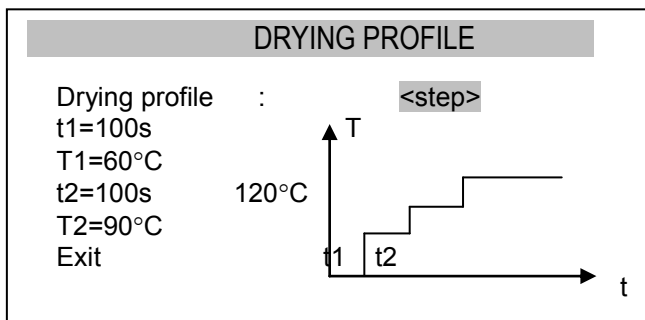 DRYING PROFILE
Drying profile : <step>
t1=100s T
T1=60°C
t2=100s 120°C
T2=90°C
Exit t1 t2
t